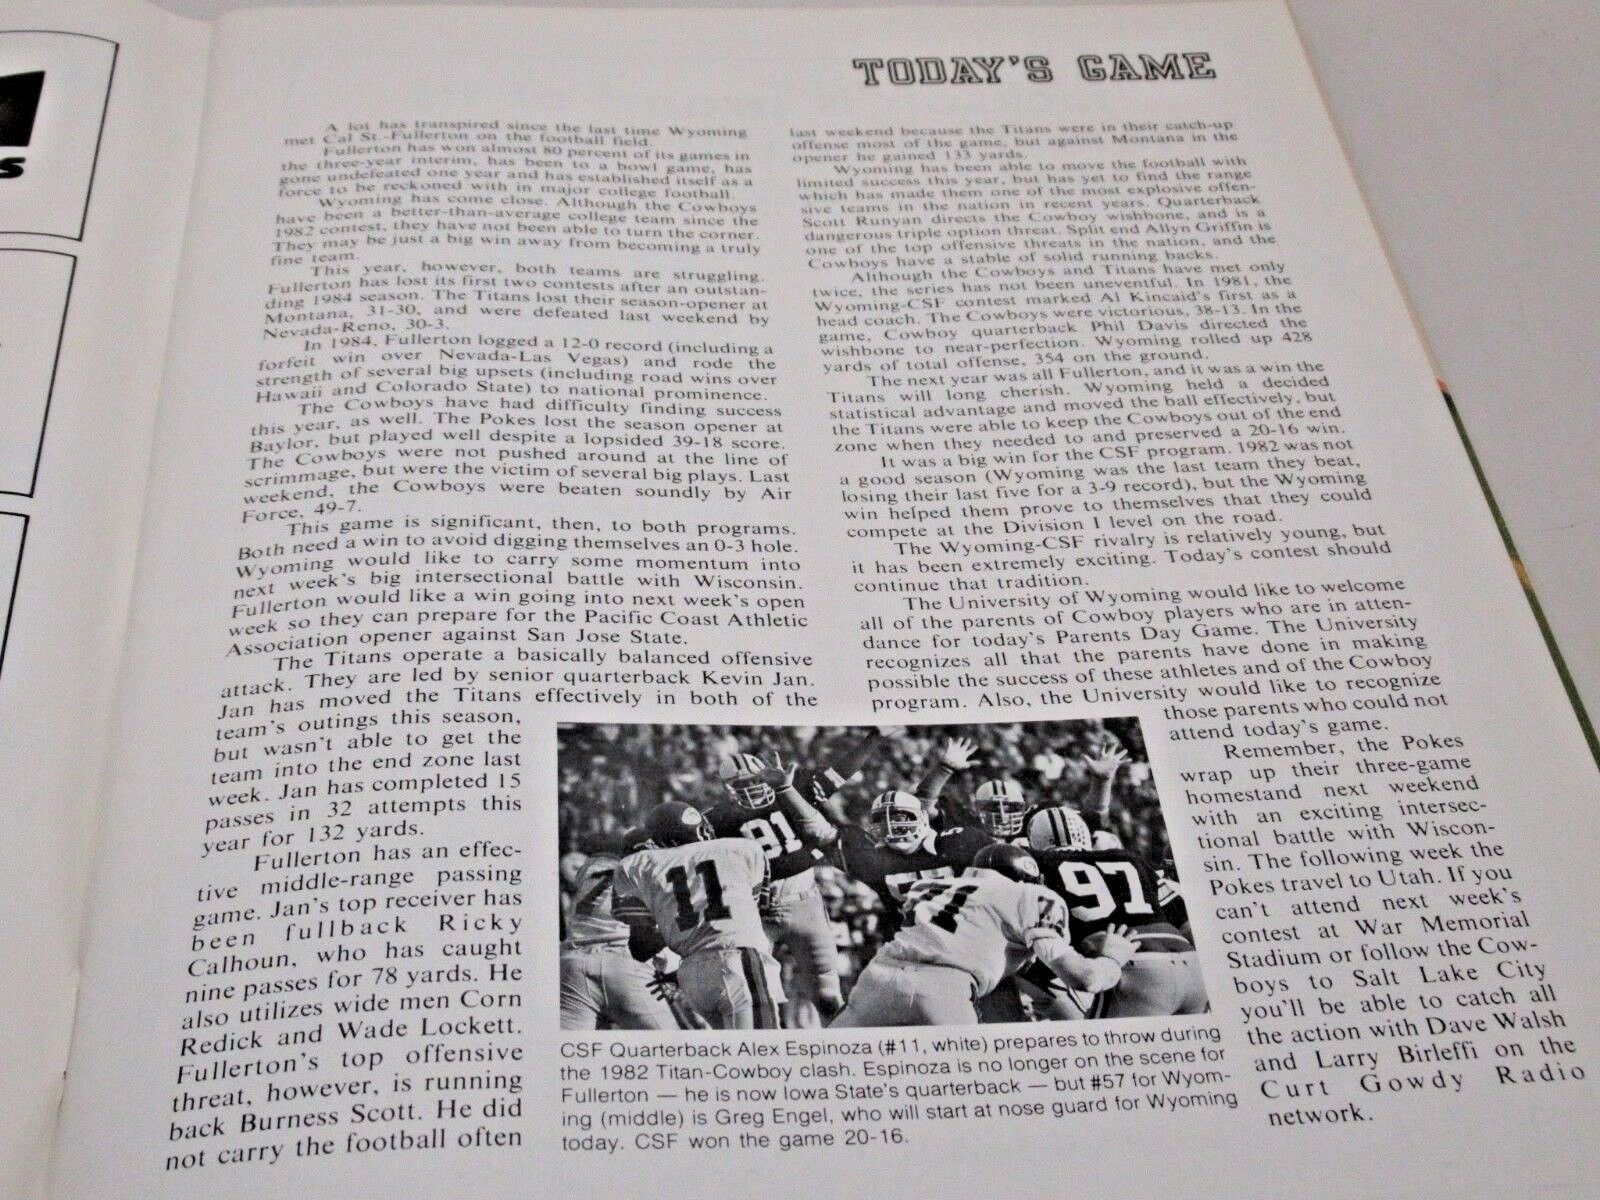 S
TODAY'S GAME
A lot has transpired since the last time Wyoming
met Cal St.-Fullerton on the football field.
Fullerton has won almost 80 percent of its games in
the three-year interim, has been to a bowl game, has
gone undefeated one year and has established itself as a
force to be reckoned with in major college football.
Wyoming has come close. Although the Cowboys
have been a better-than-average college team since the
1982 contest, they have not been able to turn the corner.
They may be just a big win away from becoming a truly
fine team.
This year, however, both teams are struggling.
Fullerton has lost its first two contests after an outstan-
ding 1984 season. The Titans lost their season-opener at
Montana, 31-30, and were defeated last weekend by
Nevada-Reno, 30-3.
In 1984, Fullerton logged a 12-0 record (including a
forfeit win over Nevada-Las Vegas) and rode the
strength of several big upsets (including road wins over
Hawaii and Colorado State) to national prominence.
The Cowboys have had difficulty finding success
this year, as well. The Pokes lost the season opener at
Baylor, but played well despite a lopsided 39-18 score.
The Cowboys were not pushed around at the line of
scrimmage, but were the victim of several big plays. Last
weekend, the Cowboys were beaten soundly by Air
Force, 49-7.
This game is significant, then, to both programs.
Both need a win to avoid digging themselves an 0-3 hole.
Wyoming would like to carry some momentum into
next week's big intersectional battle with Wisconsin.
Fullerton would like a win going into next week's open
week so they can prepare for the Pacific Coast Athletic
Association opener against San Jose State.
The Titans operate a basically balanced offensive
attack. They are led by senior quarterback Kevin Jan.
Jan has moved the Titans effectively in both of the
team's outings this season,
but wasn't able to get the
team into the end zone last
week. Jan has completed 15
passes in 32 attempts this
year for 132 yards.
Fullerton has an effec-
tive middle-range passing
game. Jan's top receiver has
been fullback Ricky
Calhoun, who has caught
nine passes for 78 yards. He
also utilizes wide men Corn
Redick and Wade Lockett.
Fullerton's top offensive
threat, however, is running
back Burness Scott. He did
not carry the football often
last weekend because the Titans were in their catch-up
offense most of the game, but against Montana in the
opener he gained 133 yards.
Wyoming has been able to move the football with
limited success this year, but has yet to find the range
which has made them one of the most explosive offen-
sive teams in the nation in recent years. Quarterback
Scott Runyan directs the Cowboy wishbone, and is a
dangerous triple option threat. Split end Allyn Griffin is
one of the top offensive threats in the nation, and the
Cowboys have a stable of solid running backs.
Although the Cowboys and Titans have met only
twice, the series has not been uneventful. In 1981, the
Wyoming-CSF contest marked Al Kincaid's first as a
head coach. The Cowboys were victorious, 38-13. In the
game, Cowboy quarterback Phil Davis directed the
wishbone to near-perfection. Wyoming rolled up 428
yards of total offense, 354 on the ground.
The next year was all Fullerton, and it was a win the
Titans will long cherish. Wyoming held a decided
statistical advantage and moved the ball effectively, but
the Titans were able to keep the Cowboys out of the end
zone when they needed to and preserved a 20-16 win.
It was a big win for the CSF program. 1982 was not
a good season (Wyoming was the last team they beat,
losing their last five for a 3-9 record), but the Wyoming
win helped them prove to themselves that they could
compete at the Division I level on the road.
The Wyoming-CSF rivalry is relatively young, but
it has been extremely exciting. Today's contest should
continue that tradition.
The University of Wyoming would like to welcome
all of the parents of Cowboy players who are in atten-
dance for today's Parents Day Game. The University
recognizes all that the parents have done in making
possible the success of these athletes and of the Cowboy
program. Also, the University would like to recognize
those parents who could not
attend today's game.
Remember, the Pokes
wrap up their three-game
homestand next weekend
with an exciting intersec-
tional battle with Wiscon-
sin. The following week the
Pokes travel to Utah. If you
can't attend next week's
contest at War Memorial
Stadium or follow the Cow-
boys to Salt Lake City
you'll be able to catch all
the action with Dave Walsh
and Larry Birleffi on the
Curt Gowdy Radio
network.
11
91
97
CSF Quarterback Alex Espinoza (#11, white) prepares to throw during
the 1982 Titan-Cowboy clash. Espinoza is no longer on the scene for
Fullerton — he is now Iowa State's quarterback — but #57 for Wyom-
ing (middle) is Greg Engel, who will start at nose guard for Wyoming
today. CSF won the game 20-16.